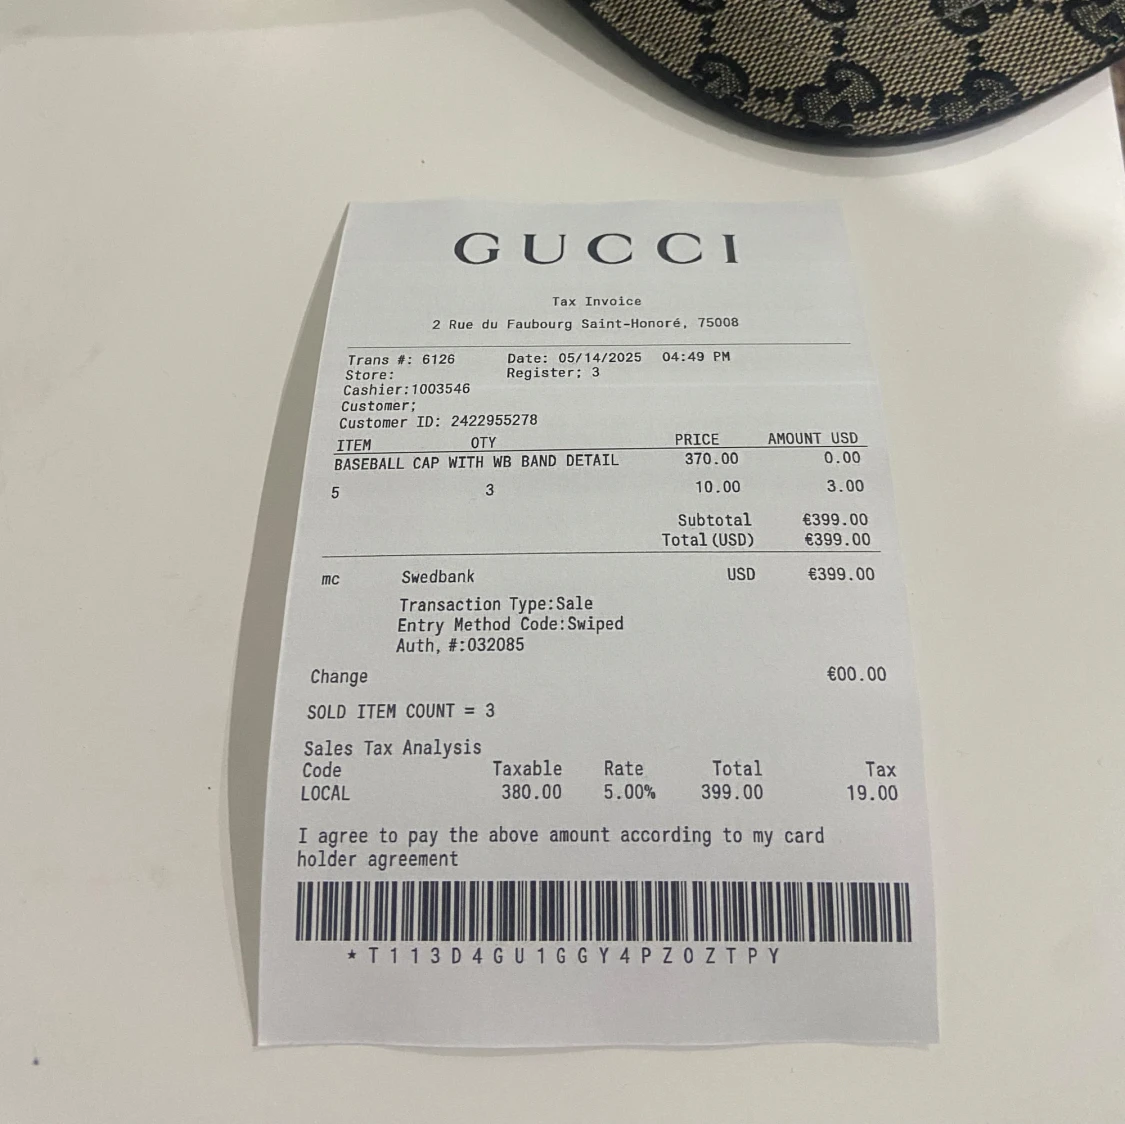 GUCCI
Tax Invoice
2 Rue du Faubourg Saint-Honoré, 75008
Trans #: 6126 Date: 05/14/2025 04:49 PM
Store: Register; 3
Cashier:1003546
Customer;
Customer ID: 2422955278
ITEM QTY PRICE AMOUNT USD
BASEBALL CAP WITH WB BAND DETAIL 370.00 0.00
5 3 10.00 3.00
Subtotal €399.00
Total(USD) €399.00
mc Swedbank USD €399.00
Transaction Type:Sale
Entry Method Code:Swiped
Auth, #:032085
Change €00.00
SOLD ITEM COUNT = 3
Sales Tax Analysis
Code Taxable Rate Total Tax
LOCAL 380.00 5.00% 399.00 19.00
I agree to pay the above amount according to my card
holder agreement
*T113D4GU1GGY4PZOZTPY